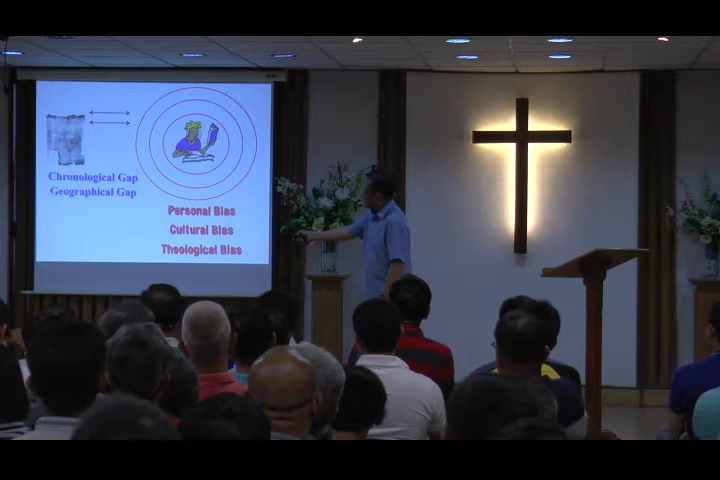 Chronological Gap
Geographical Gap
Personal Bias
Cultural Bias
Theological Bias